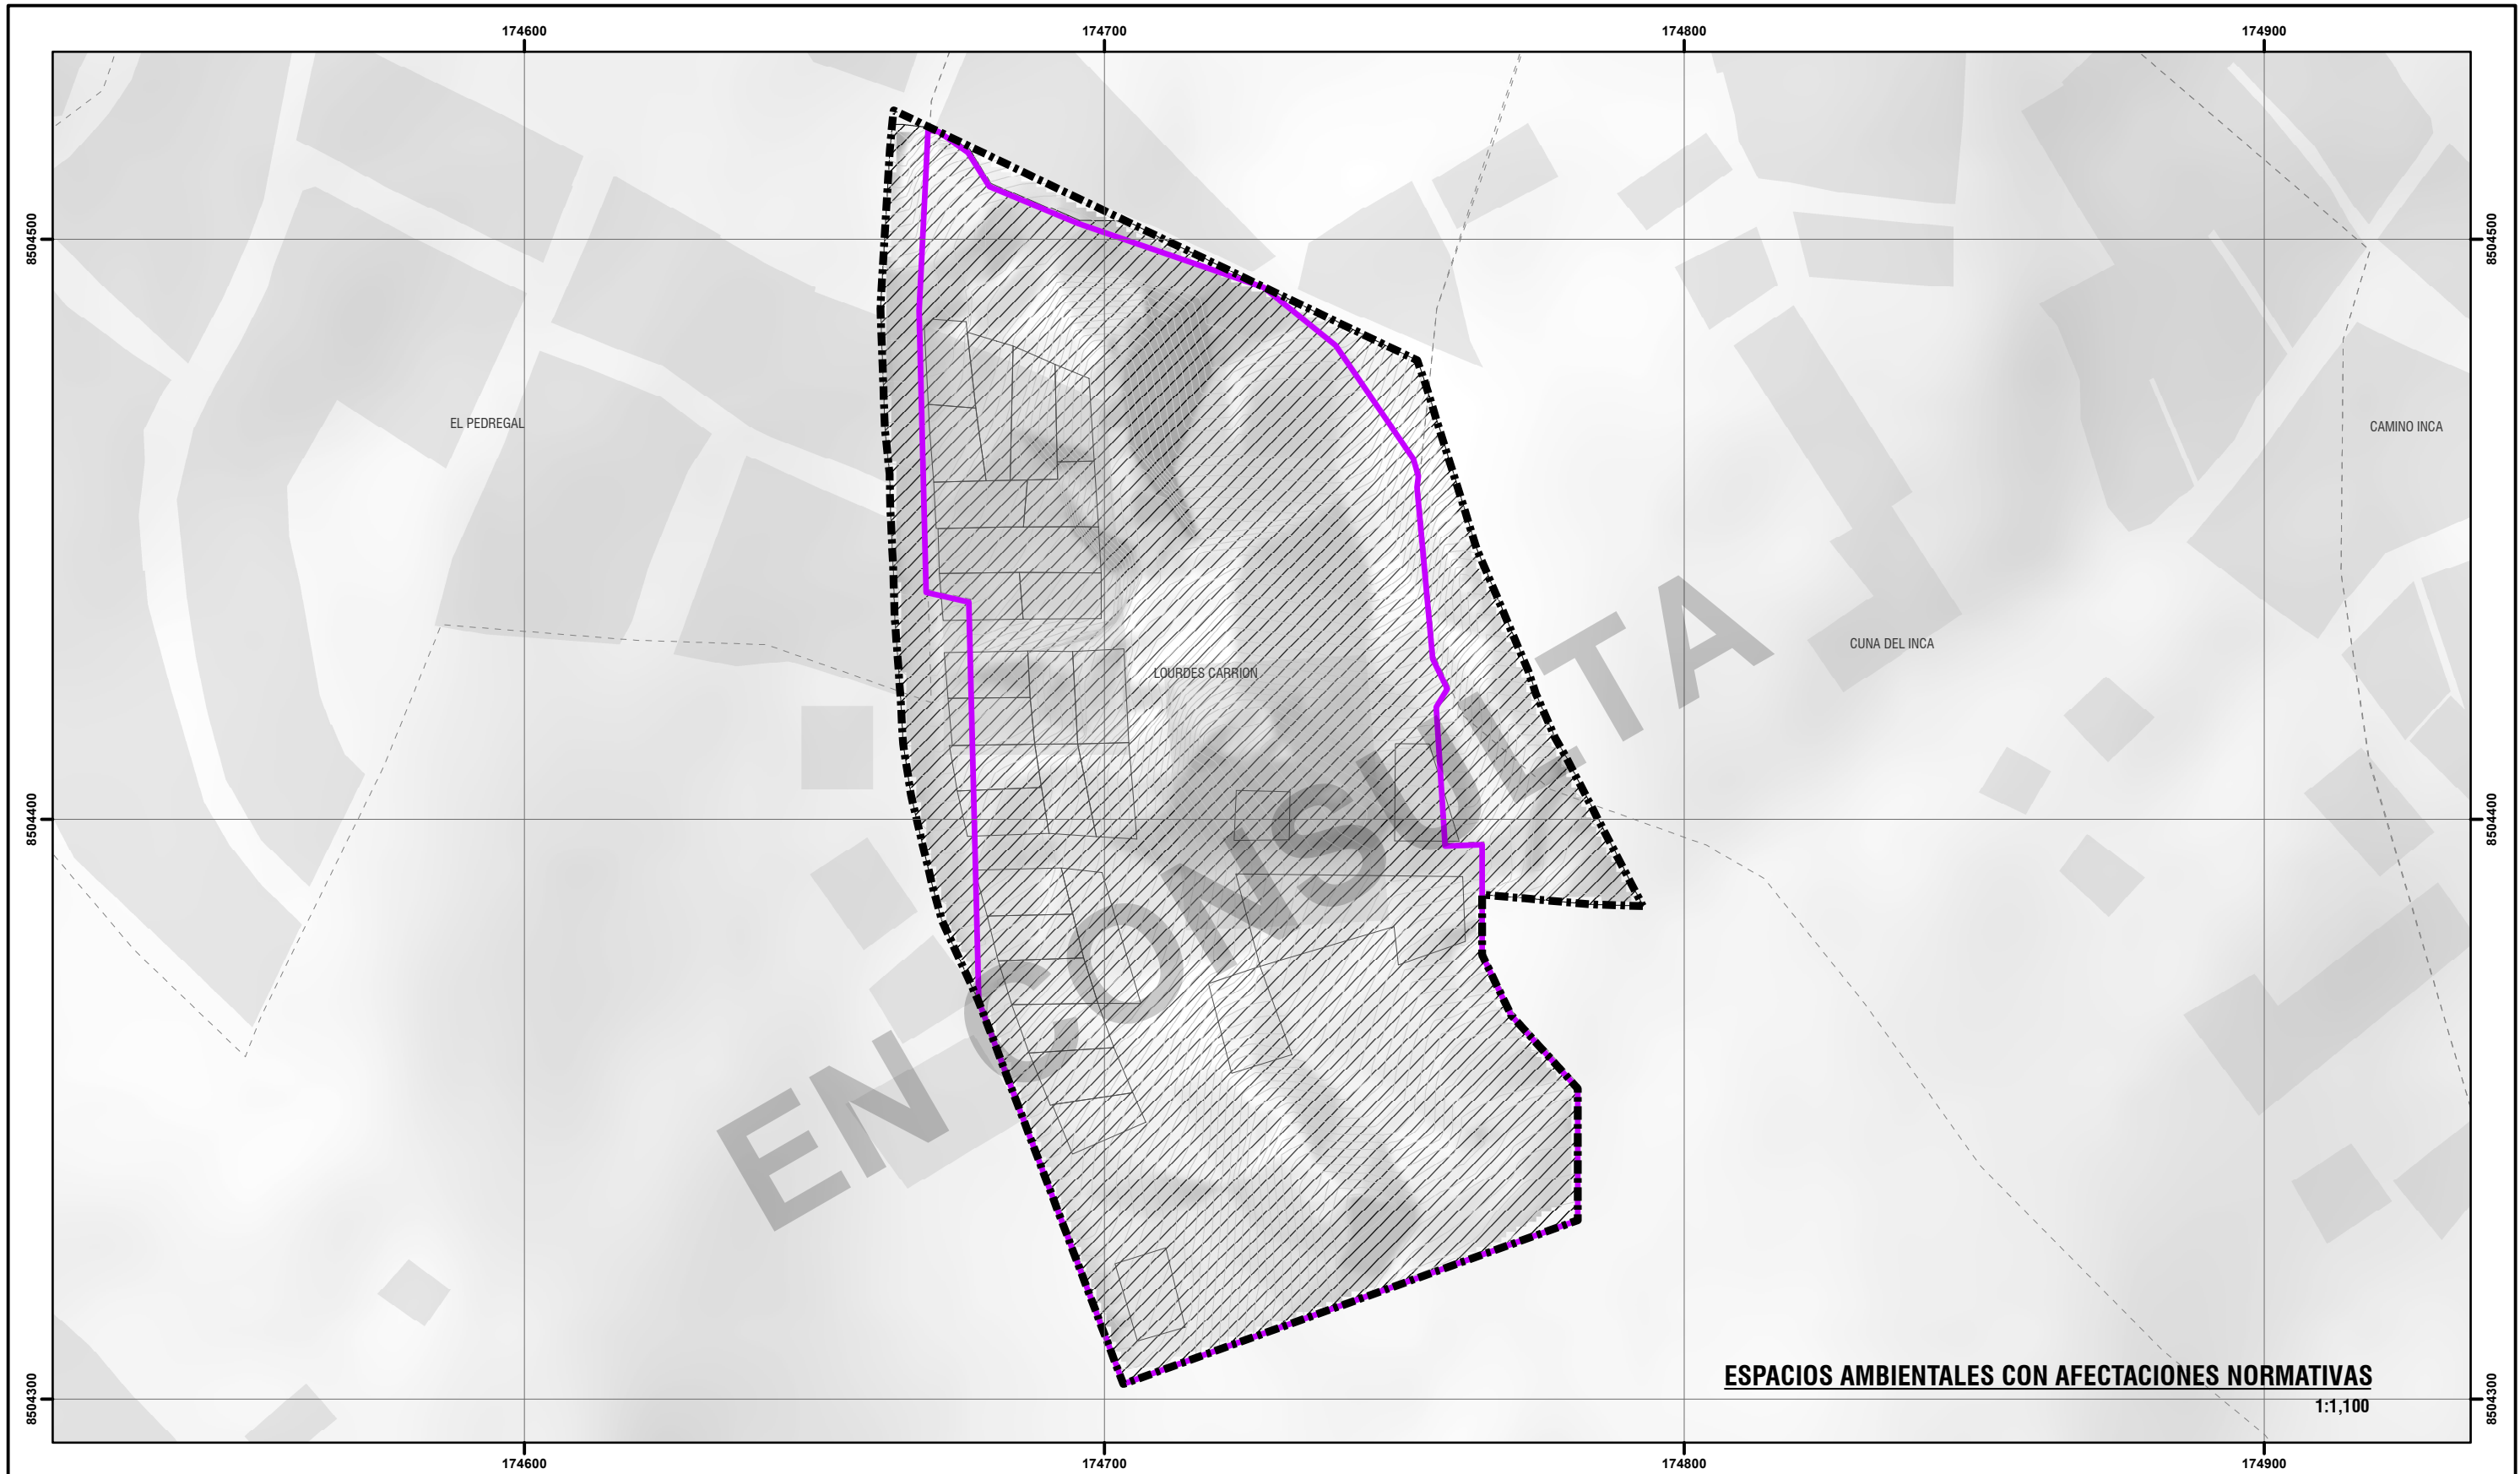 174600
174700
174800
174900
8504500
8504500
EL PEDREGAL
CAMINO INCA
CUNA DEL INCA
LOURDES CARRION
8504400
8504400
EN CONSULTA
ESPACIOS AMBIENTALES CON AFECTACIONES NORMATIVAS
1:1,100
8504300
8504300
174600
174700
174800
174900